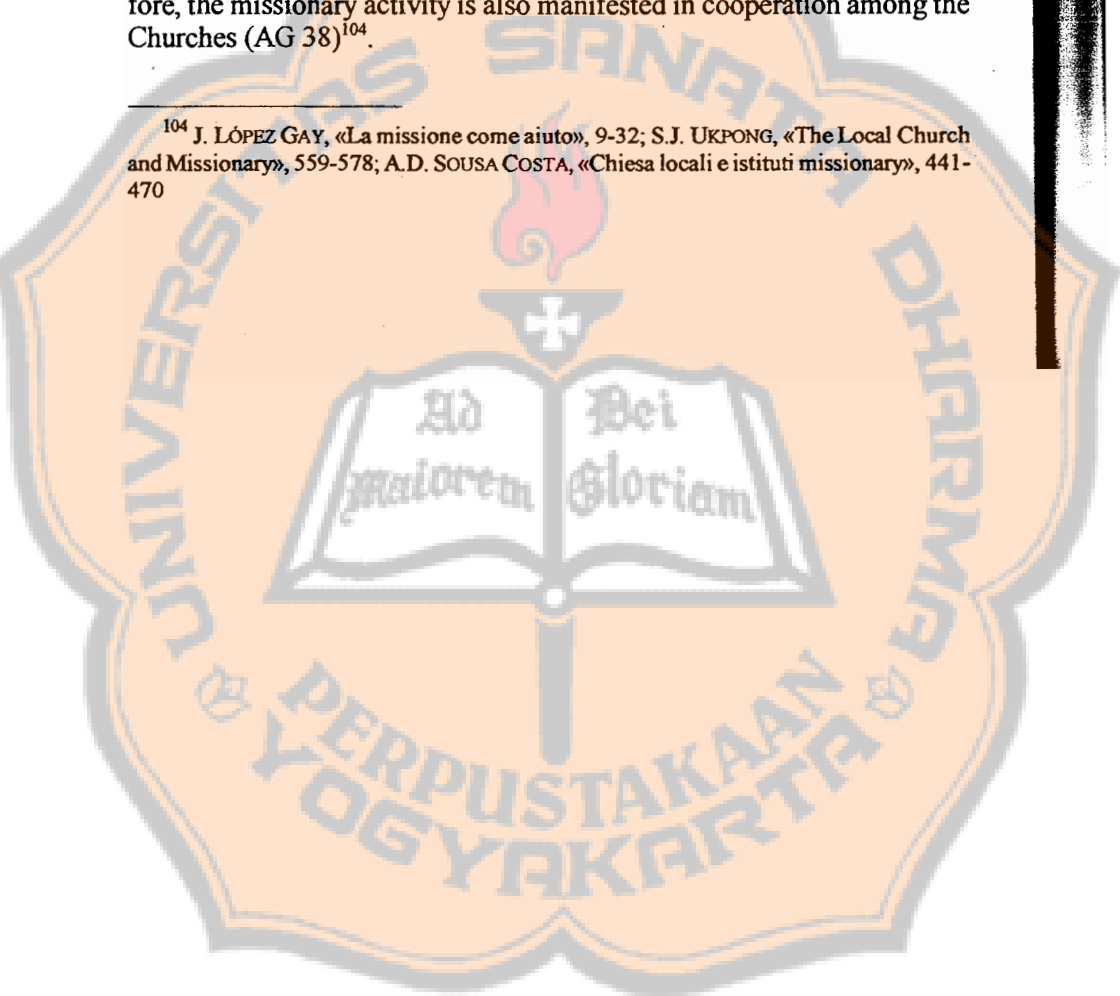 fore, the missionary activity is also manifested in cooperation among the
Churches (AG 38)104.
104 J. LÓPEZ GAY, «La missione come aiuto», 9-32; S.J. UKPONG, «The Local Church
and Missionary», 559-578; A.D. SOUSA COSTA, «Chiesa locali e istituti missionary», 441-
470
UNIVERSITAS SANATA DHARMA
Ad Dei
maiorem Gloriam
PERPUSTAKAAN
YOGYAKARTA